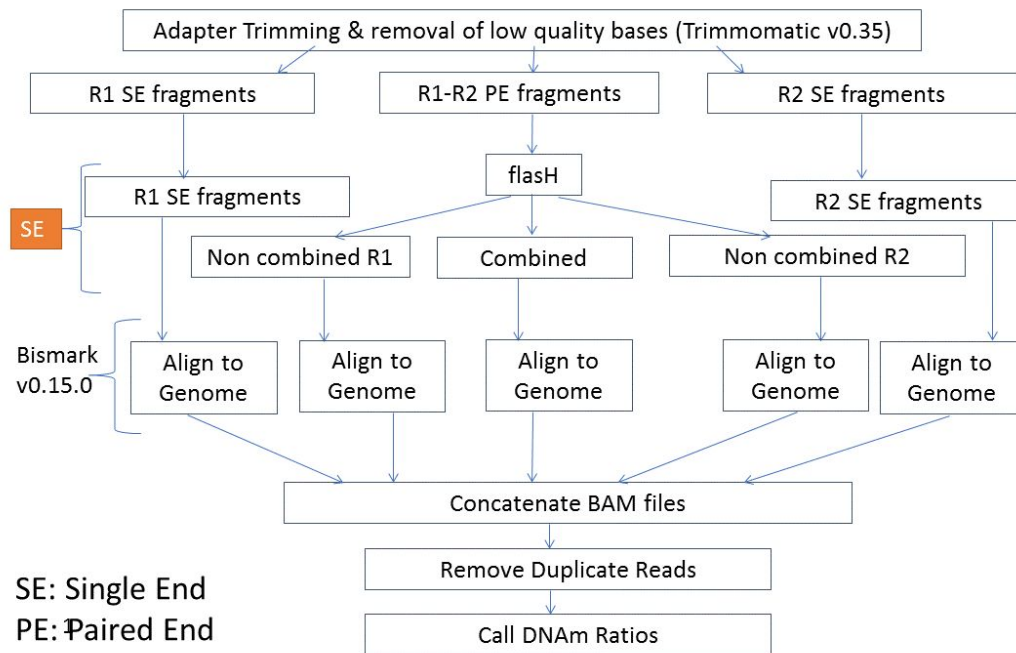 Adapter Trimming & removal of low quality bases (Trimmomatic v0.35)
R1 SE fragments
R1-R2 PE fragments
R2 SE fragments
flasH
R1 SE fragments
R2 SE fragments
SE
Non combined R1
Combined
Non combined R2
Bismark
v0.15.0
Align to
Genome
Align to
Genome
Align to
Genome
Align to
Genome
Align to
Genome
Concatenate BAM files
Remove Duplicate Reads
Call DNAm Ratios
SE: Single End
PE: Paired End